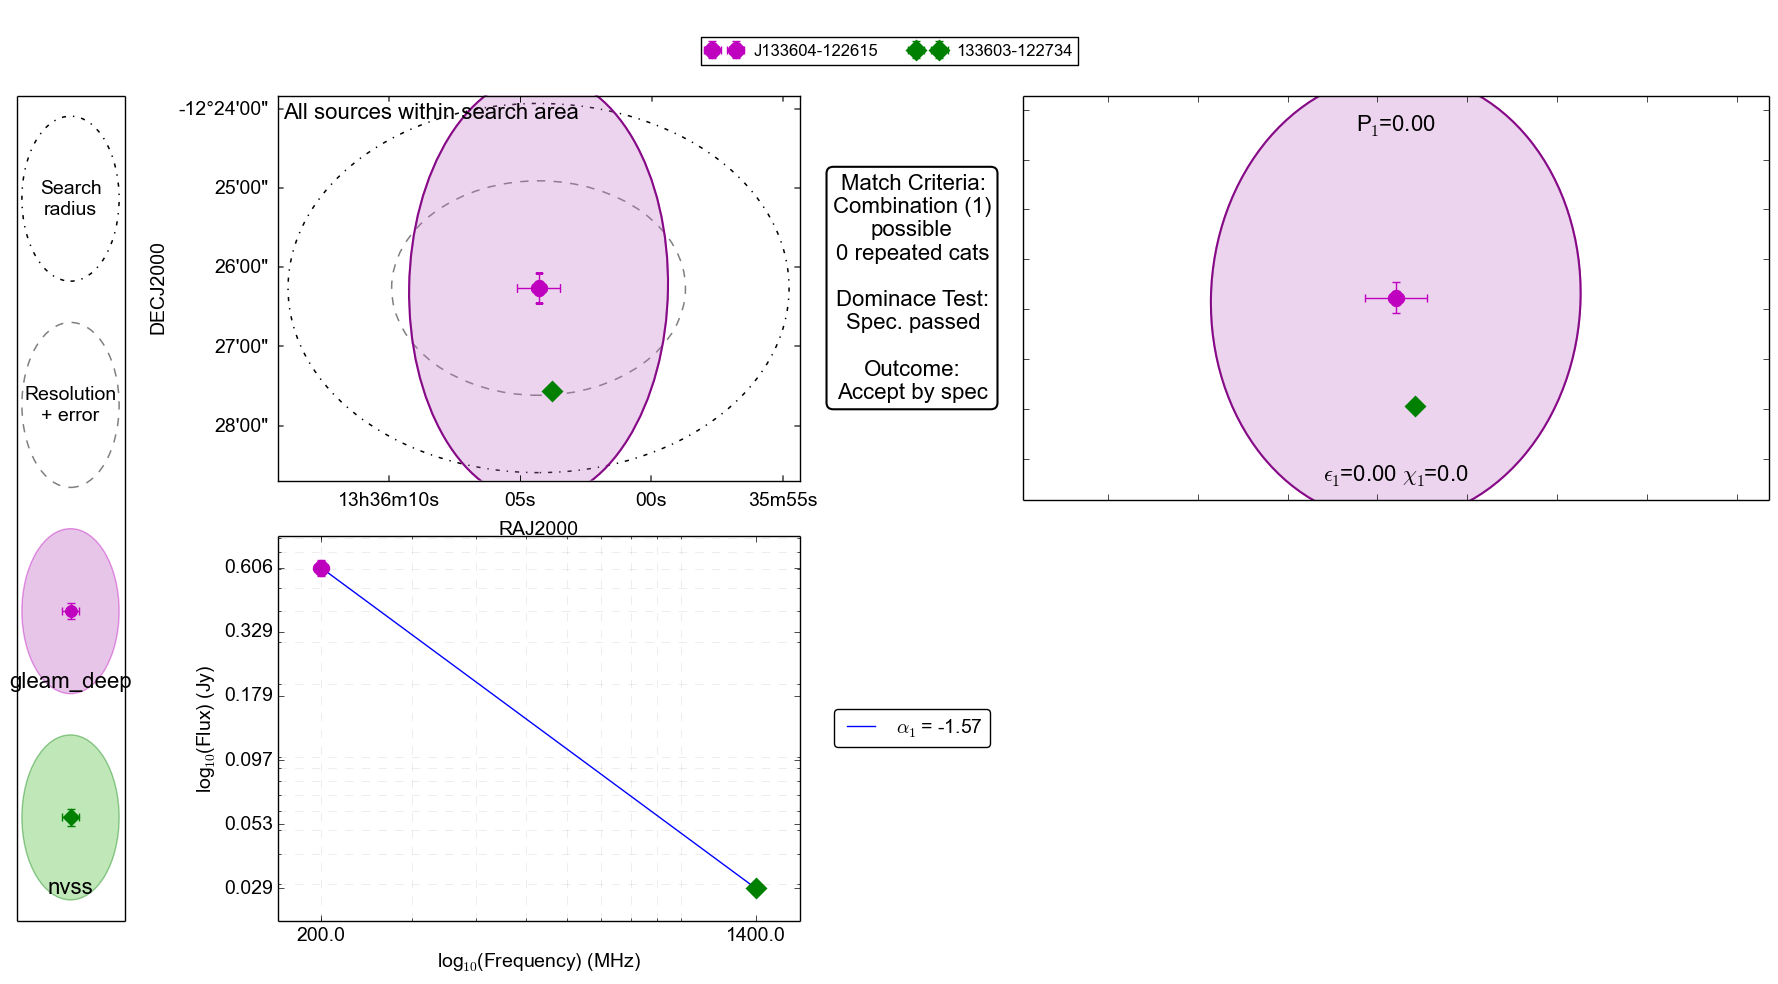 J133604-122615 133603-122734
Search
radius
Resolution
+ error
gleam_deep
nvss
All sources within search area
DECJ2000
-12°24'00"
25'00"
26'00"
27'00"
28'00"
13h36m10s 05s 00s 35m55s
RAJ2000
Match Criteria:
Combination (1)
possible
0 repeated cats
Dominace Test:
Spec. passed
Outcome:
Accept by spec
P₁=0.00
ϵ₁=0.00 χ₁=0.0
log₁₀(Flux) (Jy)
0.606
0.329
0.179
0.097
0.053
0.029
200.0 1400.0
log₁₀(Frequency) (MHz)
α₁ = -1.57